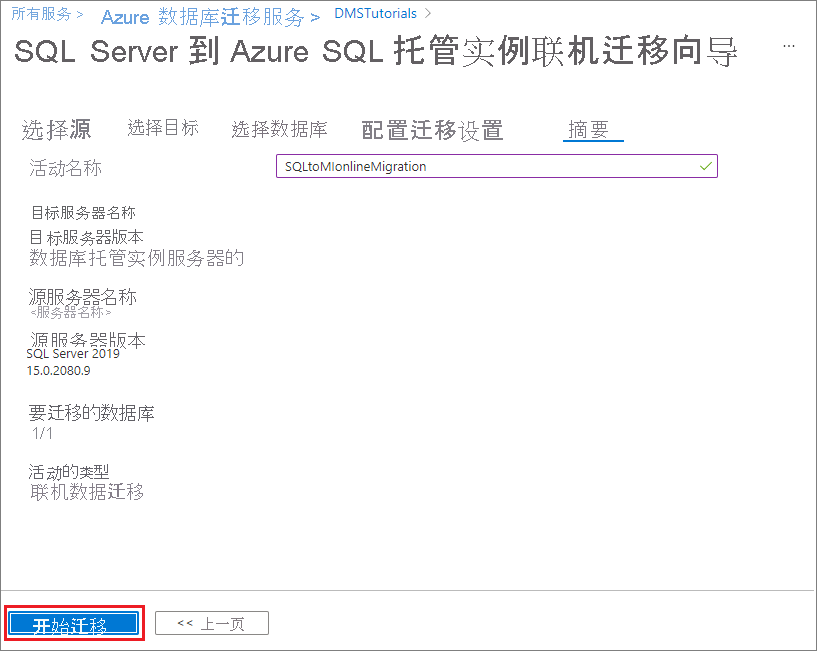 所有服务 > Azure 数据库迁移服务 > DMSTutorials >
SQL Server 到 Azure SQL 托管实例联机迁移向导 ...
选择源 选择目标 选择数据库 配置迁移设置 摘要
活动名称 SQLtoMIonlineMigration
目标服务器名称
目标服务器版本
数据库托管实例服务器的
源服务器名称
<服务器名称>
源服务器版本
SQL Server 2019
15.0.2080.9
要迁移的数据库
1/1
活动的类型
联机数据迁移
开始迁移 << 上一页